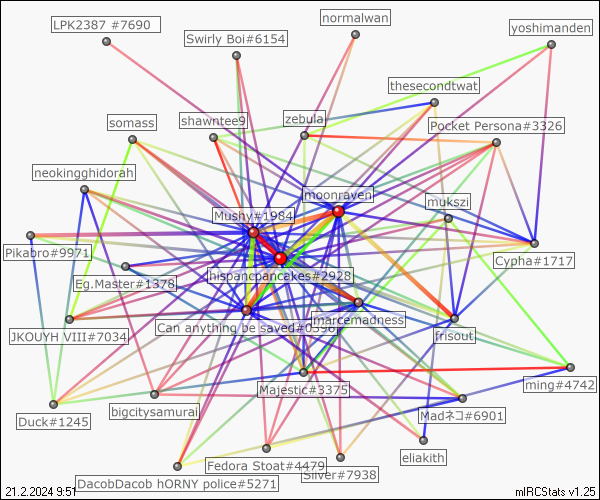 LPK2387 #7690
normalwan
yoshimanden
Swirly Boi#6154
thesecondtwat
somass
shawntee9
zebula
Pocket Persona#3326
neokingghidorah
moonraven
mukszi
Mushy#1984
Pikabro#9971
Cypha#1717
hispancpancakes#2928
Eg.Master#1378
marcemadness
Can anything be saved#0398
JKOUYH VIII#7034
frisout
Majestic#3375
ming#4742
Duck#1245
bigcitysamurai
Madネコ#6901
Fedora Stoat#4479
eliakith
Silver#7938
DacobDacob hORNY police#5271
21.2.2024 9:51
mIRCStats v1.25